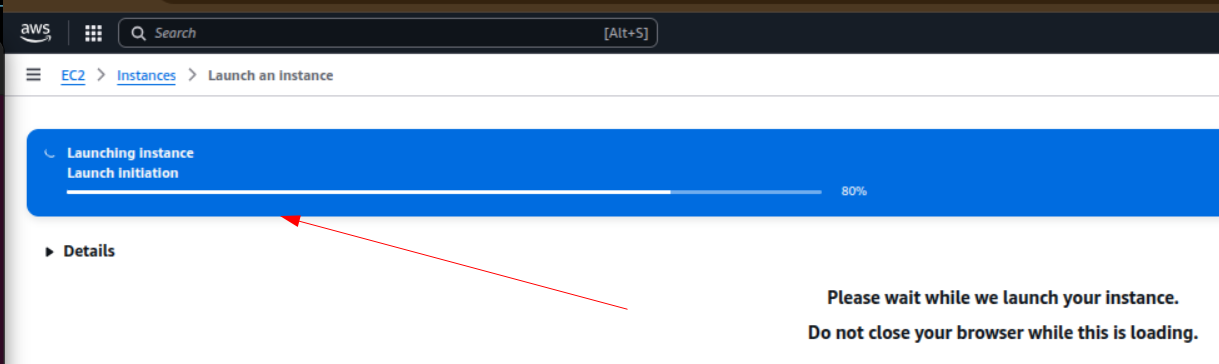 aws
Search [Alt+S]
EC2 > Instances > Launch an instance
Launching instance
Launch initiation
80%
Details
Please wait while we launch your instance.
Do not close your browser while this is loading.